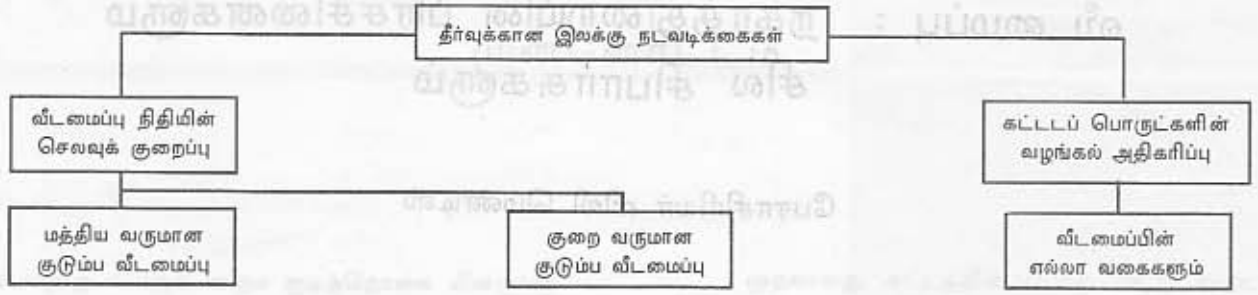 தீர்வுக்கான இலக்கு நடவடிக்கைகள்
வீடமைப்பு நிதியின்
செலவுக் குறைப்பு
கட்டடப் பொருட்களின்
வழங்கல் அதிகரிப்பு
மத்திய வருமான
குடும்ப வீடமைப்பு
குறை வருமான
குடும்ப வீடமைப்பு
வீடமைப்பின்
எல்லா வகைகளும்